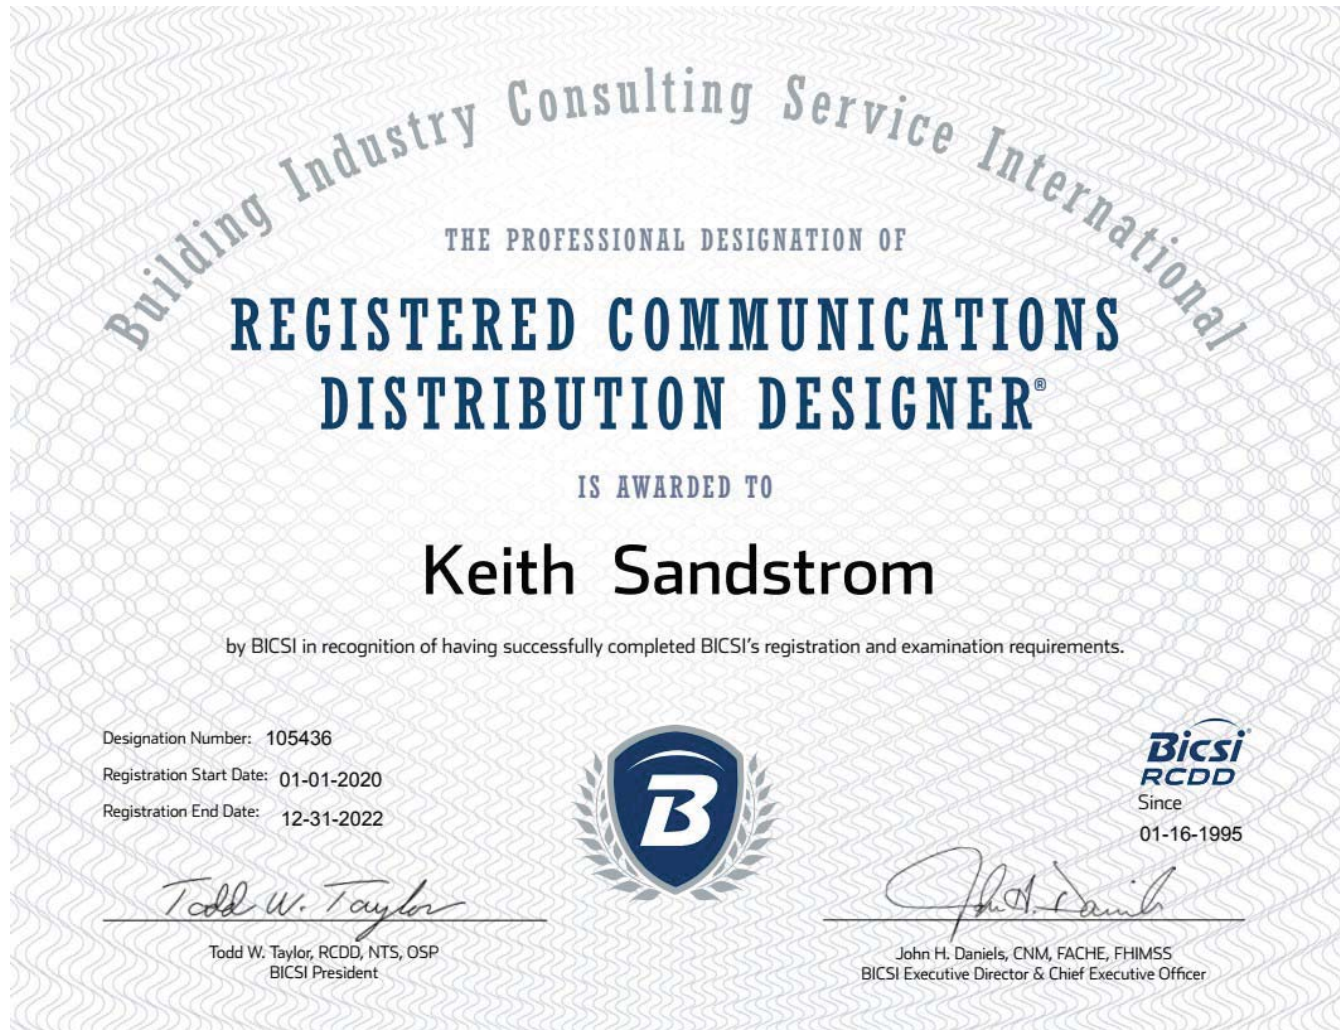 Building Industry Consulting Service International
THE PROFESSIONAL DESIGNATION OF
REGISTERED COMMUNICATIONS
DISTRIBUTION DESIGNER®
IS AWARDED TO
Keith Sandstrom
by BICSI in recognition of having successfully completed BICSI's registration and examination requirements.
Designation Number: 105436
Registration Start Date: 01-01-2020
Registration End Date: 12-31-2022
B
Bicsi®
RCDD
Since
01-16-1995
Todd W. Taylor
Todd W. Taylor, RCDD, NTS, OSP
BICSI President
John H. Daniels
John H. Daniels, CNM, FACHE, FHIMSS
BICSI Executive Director & Chief Executive Officer